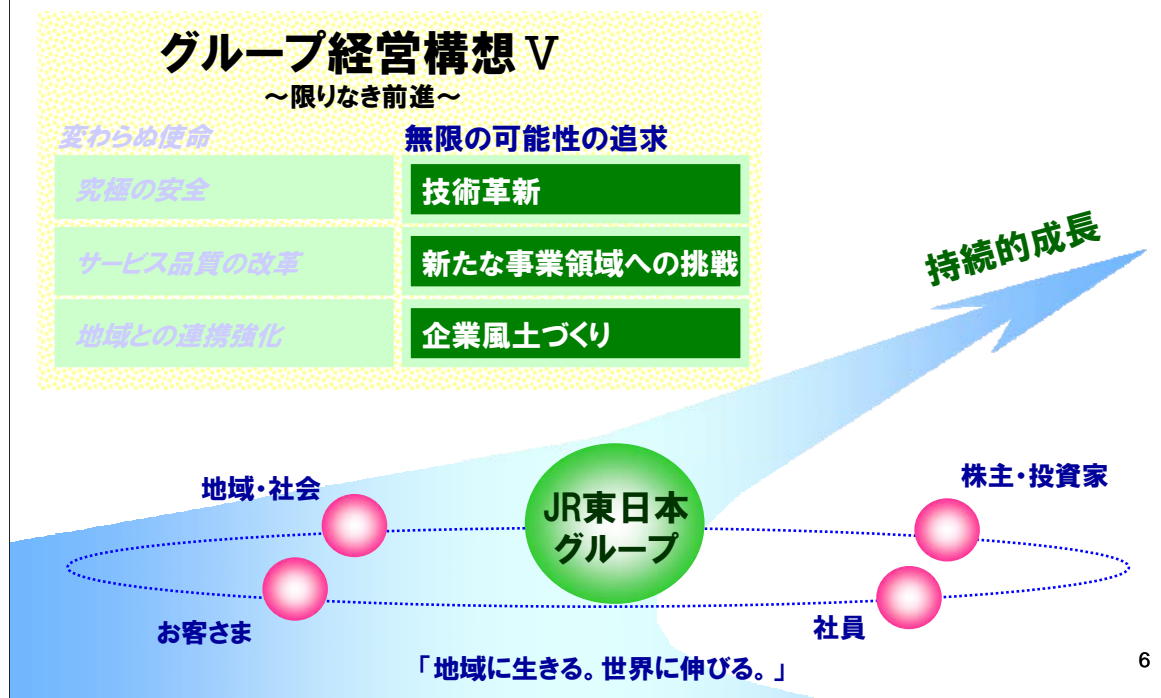 グループ経営構想Ⅴ
～限りなき前進～
変わらぬ使命
究極の安全
サービス品質の改革
地域との連携強化
無限の可能性の追求
技術革新
新たな事業領域への挑戦
企業風土づくり
持続的成長
地域・社会
株主・投資家
JR東日本
グループ
お客さま
社員
「地域に生きる。世界に伸びる。」
6